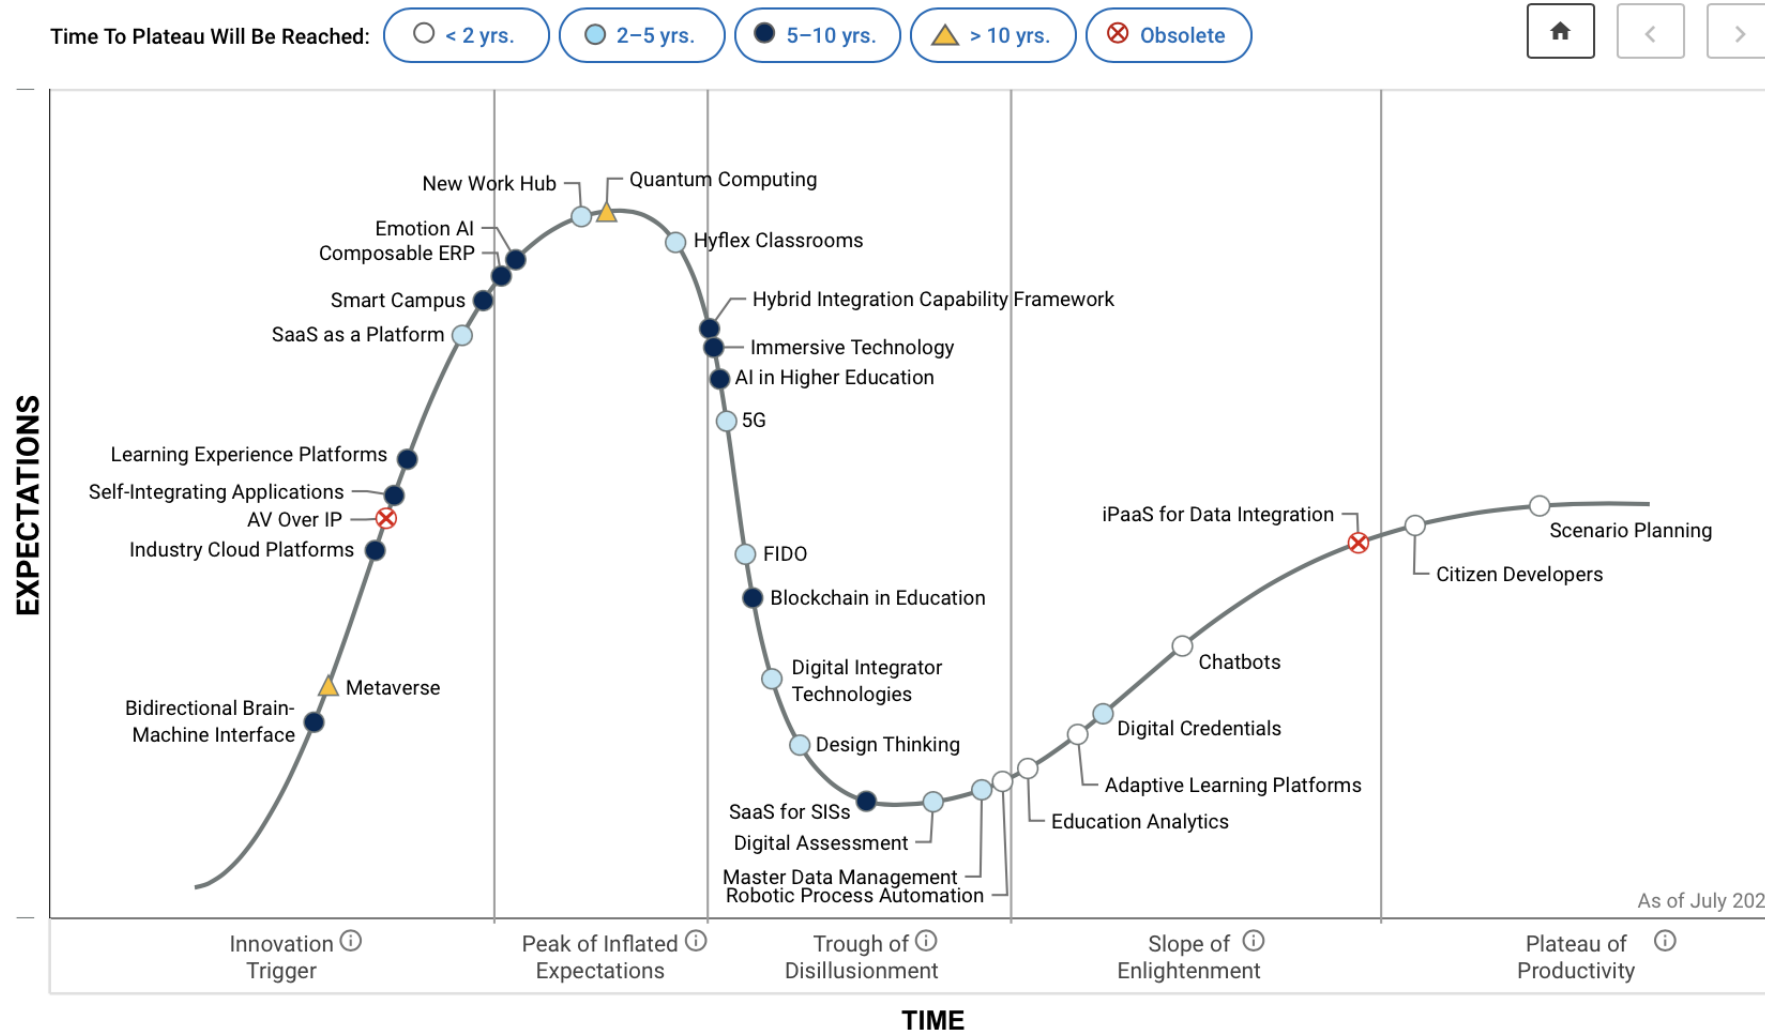 Time To Plateau Will Be Reached:
< 2 yrs.
2–5 yrs.
5–10 yrs.
> 10 yrs.
Obsolete
EXPECTATIONS
New Work Hub
Quantum Computing
Emotion AI
Composable ERP
Hyflex Classrooms
Smart Campus
Hybrid Integration Capability Framework
SaaS as a Platform
Immersive Technology
AI in Higher Education
5G
Learning Experience Platforms
Self-Integrating Applications
AV Over IP
Industry Cloud Platforms
iPaaS for Data Integration
Scenario Planning
FIDO
Citizen Developers
Blockchain in Education
Digital Integrator
Technologies
Chatbots
Metaverse
Bidirectional Brain-
Machine Interface
Digital Credentials
Design Thinking
Adaptive Learning Platforms
SaaS for SISs
Education Analytics
Digital Assessment
Master Data Management
Robotic Process Automation
As of July 202
Innovation
Trigger
Peak of Inflated
Expectations
Trough of
Disillusionment
Slope of
Enlightenment
Plateau of
Productivity
TIME